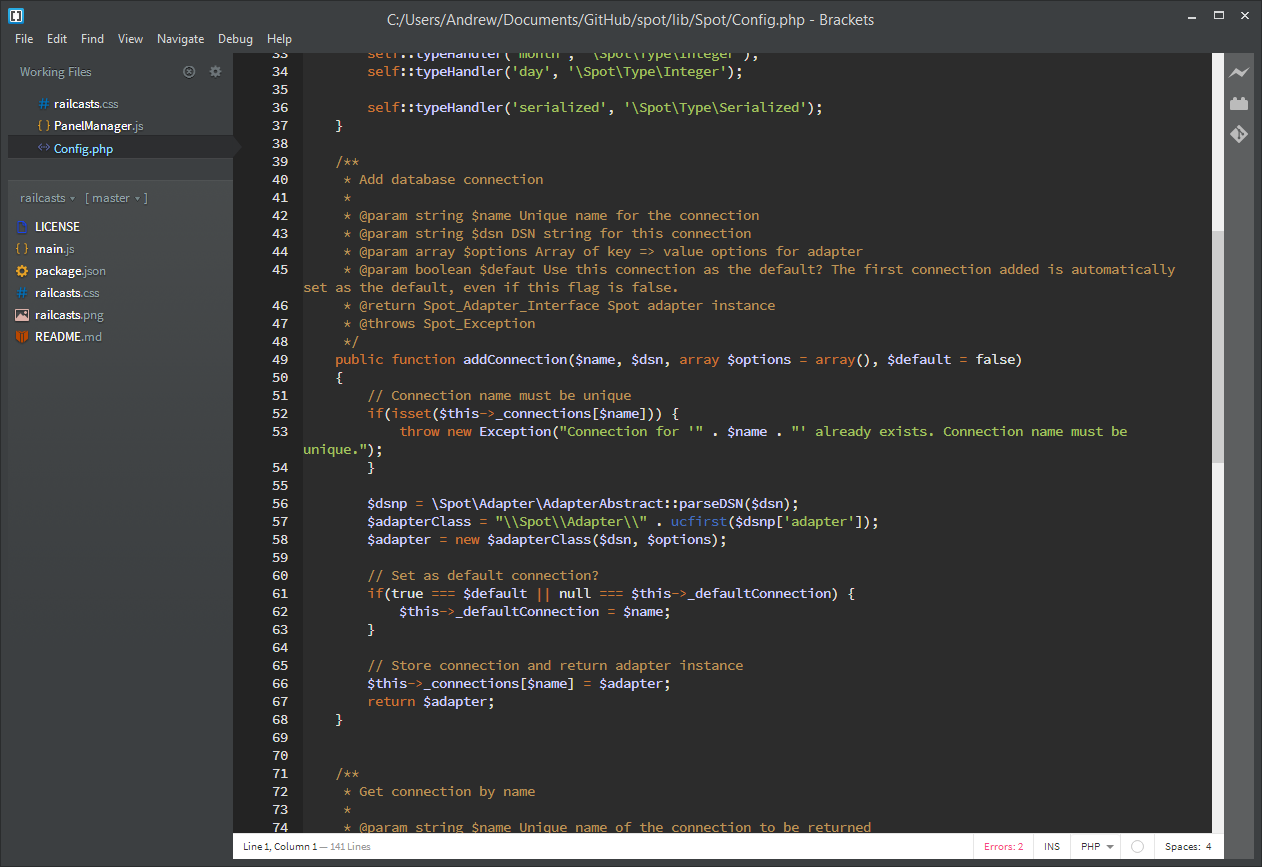 C:/Users/Andrew/Documents/GitHub/spot/lib/Spot/Config.php - Brackets
File Edit Find View Navigate Debug Help
Working Files
railcasts.css
PanelManager.js
Config.php
railcasts [ master ]
LICENSE
main.js
package.json
railcasts.css
railcasts.png
README.md
33 self::typeHandler('month', '\Spot\Type\Integer');
34 self::typeHandler('day', '\Spot\Type\Integer');
35
36 self::typeHandler('serialized', '\Spot\Type\Serialized');
37 }
38
39 /**
40 * Add database connection
41 *
42 * @param string $name Unique name for the connection
43 * @param string $dsn DSN string for this connection
44 * @param array $options Array of key => value options for adapter
45 * @param boolean $defaut Use this connection as the default? The first connection added is automatically
set as the default, even if this flag is false.
46 * @return Spot_Adapter_Interface Spot adapter instance
47 * @throws Spot_Exception
48 */
49 public function addConnection($name, $dsn, array $options = array(), $default = false)
50 {
51 // Connection name must be unique
52 if(isset($this->_connections[$name])) {
53 throw new Exception("Connection for '" . $name . "' already exists. Connection name must be
unique.");
54 }
55
56 $dsnp = \Spot\Adapter\AdapterAbstract::parseDSN($dsn);
57 $adapterClass = "\\Spot\\Adapter\\" . ucfirst($dsnp['adapter']);
58 $adapter = new $adapterClass($dsn, $options);
59
60 // Set as default connection?
61 if(true === $default || null === $this->_defaultConnection) {
62 $this->_defaultConnection = $name;
63 }
64
65 // Store connection and return adapter instance
66 $this->_connections[$name] = $adapter;
67 return $adapter;
68 }
69
70
71 /**
72 * Get connection by name
73 *
74 * @param string $name Unique name of the connection to be returned
Line 1, Column 1 — 141 Lines
Errors: 2 INS PHP Spaces: 4